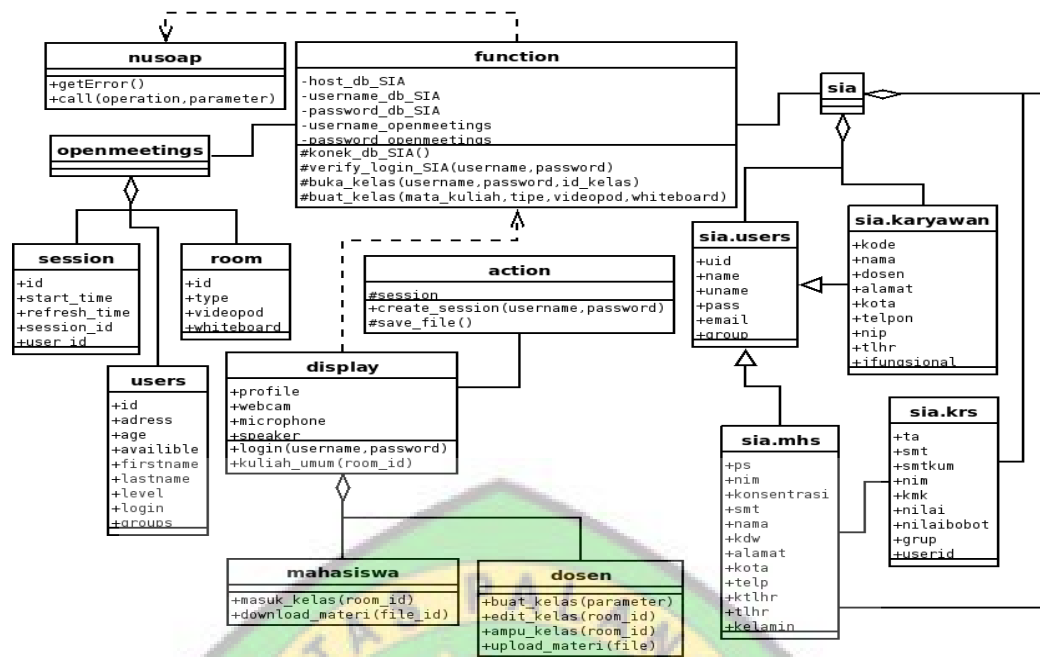 nusoap
+getError()
+call(operation,parameter)
function
-host_db_SIA
-username_db_SIA
-password_db_SIA
-username_openmeetings
-password_openmeetings
#konek_db_SIA()
#verify_login_SIA(username,password)
#buka_kelas(username,password,id_kelas)
#buat_kelas(mata_kuliah,tipe,videopod,whiteboard)
sia
openmeetings
session
+id
+start_time
+refresh_time
+session_id
+user_id
room
+id
+type
+videopod
+whiteboard
users
+id
+adress
+age
+availible
+firstname
+lastname
+level
+login
+groups
action
#session
+create_session(username,password)
#save_file()
display
+profile
+webcam
+microphone
+speaker
+login(username,password)
+kuliah_umum(room_id)
sia.users
+uid
+name
+uname
+pass
+email
+group
sia.karyawan
+kode
+nama
+dosen
+alamat
+kota
+telpon
+nip
+tlhr
+jfungsional
sia.mhs
+ps
+nim
+konsentrasi
+smt
+nama
+kdw
+alamat
+kota
+telp
+ktlhr
+tlhr
+kelamin
sia.krs
+ta
+smt
+smtkum
+nim
+kmk
+nilai
+nilaibobot
+grup
+userid
mahasiswa
+masuk_kelas(room_id)
+download_materi(file_id)
dosen
+buat_kelas(parameter)
+edit_kelas(room_id)
+ampu_kelas(room_id)
+upload_materi(file)